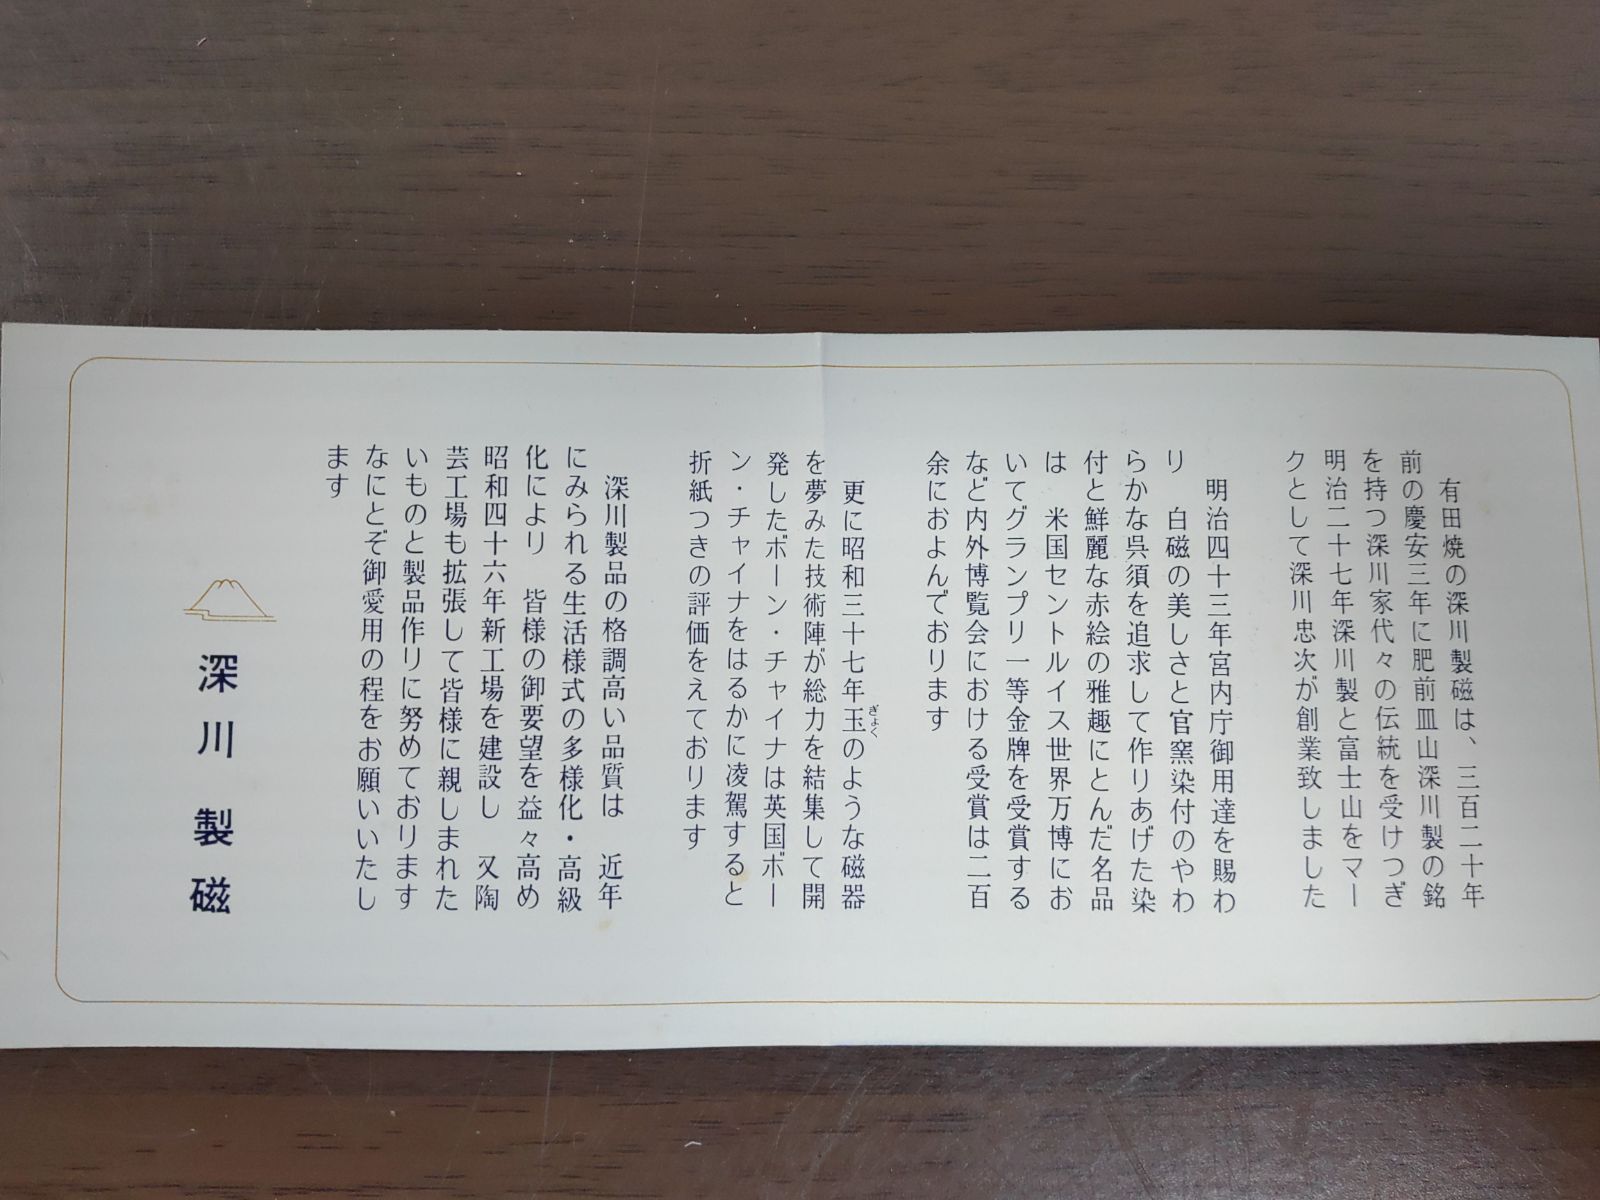 有田焼の深川製磁は、三百二十年
前の慶安三年に肥前皿山深川製の銘
を持つ深川家代々の伝統を受けつぎ
明治二十七年深川製と富士山をマー
クとして深川忠次が創業致しました
明治四十三年宮内庁御用達を賜わ
り　白磁の美しさと官窯染付のやわ
らかな呉須を追求して作りあげた染
付と鮮麗な赤絵の雅趣にとんだ名品
は　米国セントルイス世界万博にお
いてグランプリ一等金牌を受賞する
など内外博覧会における受賞は二百
余におよんでおります
更に昭和三十七年玉のような磁器
ぎょく
を夢みた技術陣が総力を結集して開
発したボーン・チャイナは英国ボー
ン・チャイナをはるかに凌駕すると
折紙つきの評価をえております
深川製品の格調高い品質は　近年
にみられる生活様式の多様化・高級
化により　皆様の御要望を益々高め
昭和四十六年新工場を建設し　又陶
芸工場も拡張して皆様に親しまれた
いものと製品作りに努めております
なにとぞ御愛用の程をお願いいたし
ます
深川製磁